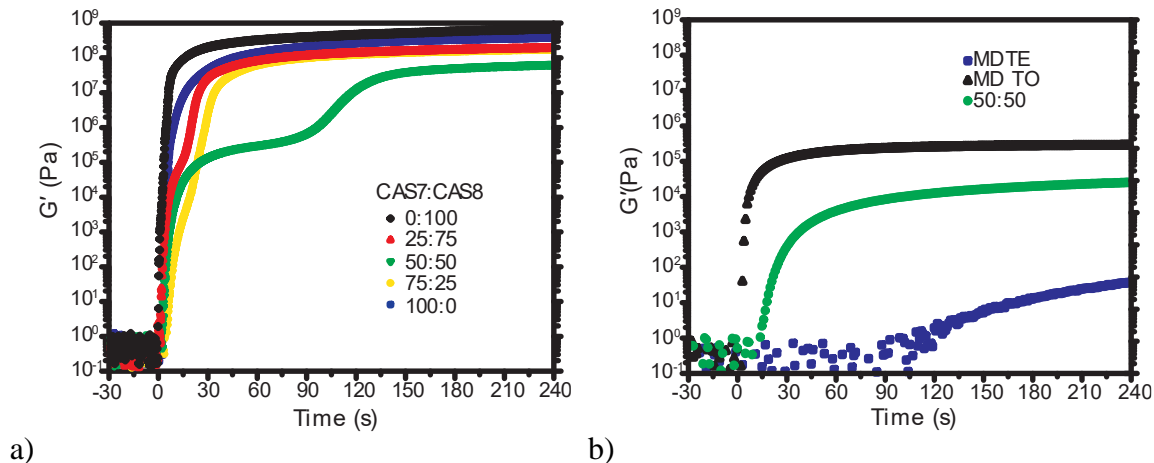 10⁹
10⁸
10⁷
10⁶
10⁵
10⁴
10³
10²
10¹
10⁰
10⁻¹
G′ (Pa)
CAS7:CAS8
0:100
25:75
50:50
75:25
100:0
-30 0 30 60 90 120 150 180 210 240
Time (s)
a)
10⁹
10⁸
10⁷
10⁶
10⁵
10⁴
10³
10²
10¹
10⁰
10⁻¹
G′(Pa)
MDTE
MD TO
50:50
-30 0 30 60 90 120 150 180 210 240
Time (s)
b)